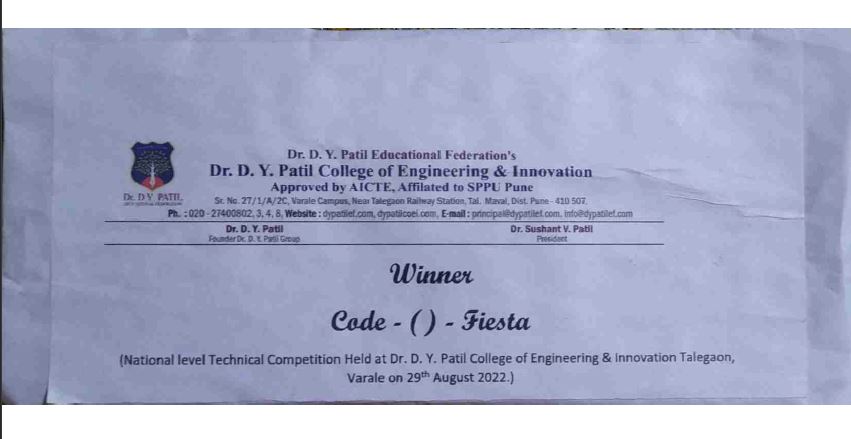 Dr. D. Y. Patil Educational Federation's
Dr. D. Y. Patil College of Engineering & Innovation
Approved by AICTE, Affilated to SPPU Pune
Dr. D Y PATIL
Sr. No. 27/1/A/2C, Varale Campus, Near Talegaon Railway Station, Tal. Maval, Dist. Pune - 410 507.
Ph. : 020 - 27400802, 3, 4, 8, Website : dypatilef.com, dypatilcoei.com, E-mail : principal@dypatilef.com, info@dypatilef.com
Dr. D. Y. Patil Dr. Sushant V. Patil
Founder Dr. D. Y. Patil Group President
Winner
Code - ( ) - Fiesta
(National level Technical Competition Held at Dr. D. Y. Patil College of Engineering & Innovation Talegaon,
Varale on 29th August 2022.)